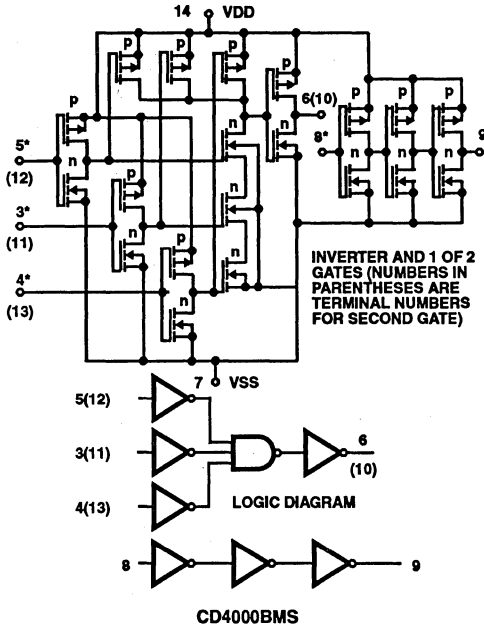 14 VDD
p p p p p p p
6(10)
p
5*
n
n
n
8*
n n n
9
(12)
p
n
3*
n
(11)
p
n
4*
n
(13)
INVERTER AND 1 OF 2
GATES (NUMBERS IN
PARENTHESES ARE
TERMINAL NUMBERS
FOR SECOND GATE)
7 VSS
5(12)
3(11)
6
(10)
4(13)
LOGIC DIAGRAM
8
9
CD4000BMS